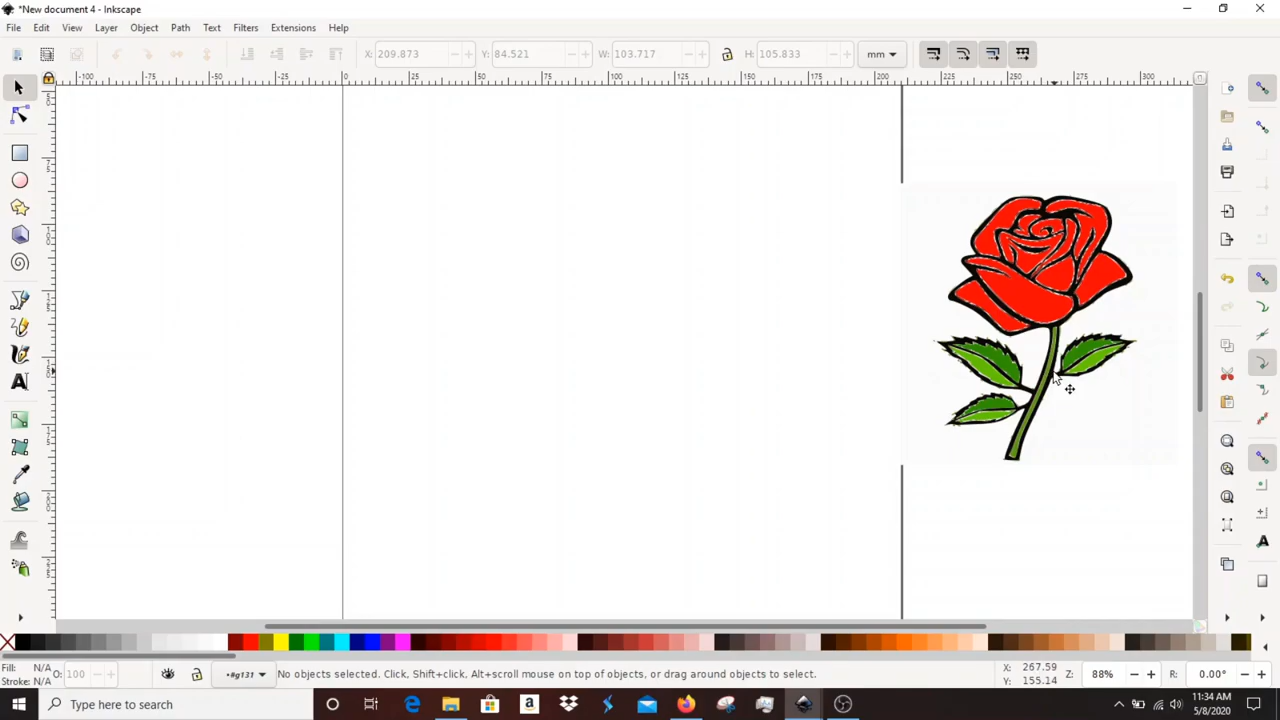 *New document 4 - Inkscape
File Edit View Layer Object Path Text Filters Extensions Help
X: 209.873 Y: 84.521 W: 103.717 H: 105.833 mm
-100 -75 -50 -25 0 25 50 75 100 125 150 175 200 225 250 275 300
Fill: N/A O: 100 •#g131 No objects selected. Click, Shift+click, Alt+scroll mouse on top of objects, or drag around objects to select. X: 267.59 Z: 88% R: 0.00°
Stroke: N/A Y: 155.14
Type here to search 11:34 AM
5/8/2020